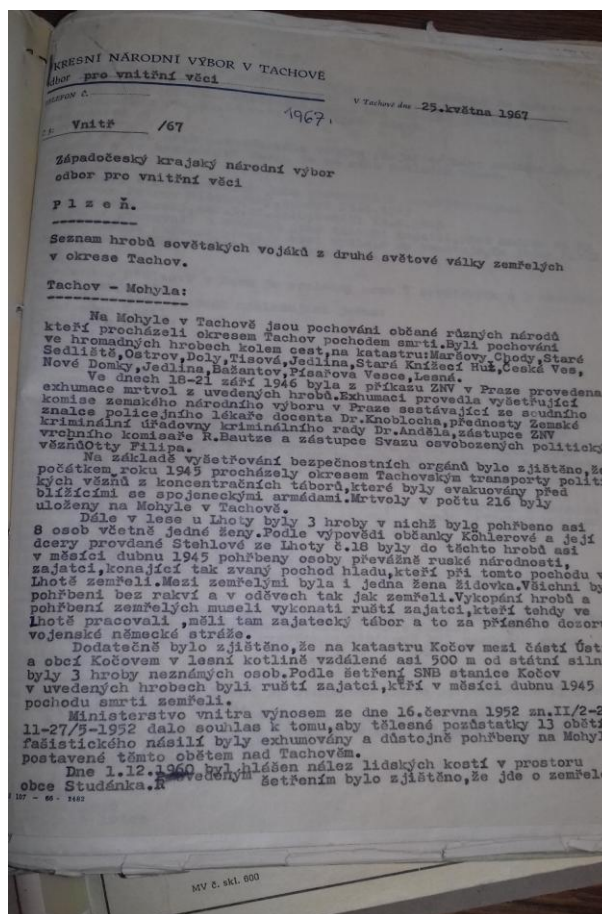 KRESNÍ NÁRODNÍ VÝBOR V TACHOVĚ
odbor pro vnitřní věci
TELEFON Č.
V Tachově dne 25.května 1967
1967.
Vnitř /67
Západočeský krajský národní výbor
odbor pro vnitřní věci
P l z e ň.
Seznam hrobů sovětských vojáků z druhé světové války zemřelých
v okrese Tachov.
Tachov - Mohyla:
Na Mohyle v Tachově jsou pochováni občané různých národů
kteří procházeli okresem Tachov pochodem smrti.Byli pochováni
ve hromadných hrobech kolem cest,na katastru:Maršovy Chody,Staré
Sedliště,Ostrov,Doly,Tisová,Jedlina,Staré Knížecí Huž,Česká Ves,
Nové Domky,Jedlina,Bažantov,Písařova Vesce,Lesná.
Ve dnech 18-21 září 1946 byla z příkazu ZNV v Praze provedena
exhumace mrtvol z uvedených hrobů.Exhumaci provedla vyšetřující
komise zemského národního výboru v Praze sestávající ze soudního
znalce policejního lékaře docenta Dr.Knoblocha,přednosty Zemské
kriminální úřadovny kriminálního rady Dr.Anděla,zástupce ZNV
vrchního komisaře R.Bautze a zástupce Svazu osvobozených politický
vězňůOtty Filipa.
Na základě vyšetřování bezpečnostních orgánů bylo zjištěno,že
počátkem roku 1945 procházely okresem Tachovským transporty politi
kých vězňů z koncentračních táborů,které byly evakuovány před
blížícími se spojeneckými armádami.Mrtvoly v počtu 216 byly
uloženy na Mohyle v Tachově.
Dále v lese u Lhoty byly 3 hroby v nichž bylo pohřbeno asi
8 osob včetně jedné ženy.Podle výpovědi občanky Köhlerové a její
dcery provdané Stehlové ze Lhoty č.18 byly do těchto hrobů asi
v měsíci dubnu 1945 pohřbeny osoby převážně ruské národnosti,
zajatci,konající tak zvaný pochod hladu,kteří při tomto pochodu v
Lhotě zemřeli.Mezi zemřelými byla i jedna žena židovka.Všichni by
pohřbeni bez rakví a v oděvech tak jak zemřeli.Vykopání hrobů a
pohřbení zemřelých museli vykonati ruští zajatci,kteří tehdy ve
Lhotě pracovali ,měli tam zajatecký tábor a to za přísného dozoru
vojenské německé stráže.
Dodatečně bylo zjištěno,že na katastru Kočov mezi částí Úst
a obcí Kočovem v lesní kotlině vzdálené asi 500 m od státní siln
byly 3 hroby neznámých osob.Podle šetření SNB stanice Kočov
v uvedených hrobech byli ruští zajatci,kťří v měsíci dubnu 1945
pochodu smrti zemřeli.
Ministerstvo vnitra výnosem ze dne 16.června 1952 zn.II/2-2
11-27/5-1952 dalo souhlas k tomu,aby tělesné pozůstatky 13 obětí
fašistického násilí byly exhumovány a důstojně pohřbeny na Mohyl
postavené těmto obětem nad Tachovem.
Dne 1.12.1960 byl hlášen nález lidských kostí v prostoru
obce Studánka. šetřením bylo zjištěno,že jde o zemřelé
107 - 66 - 2462
MV č. skl. 600